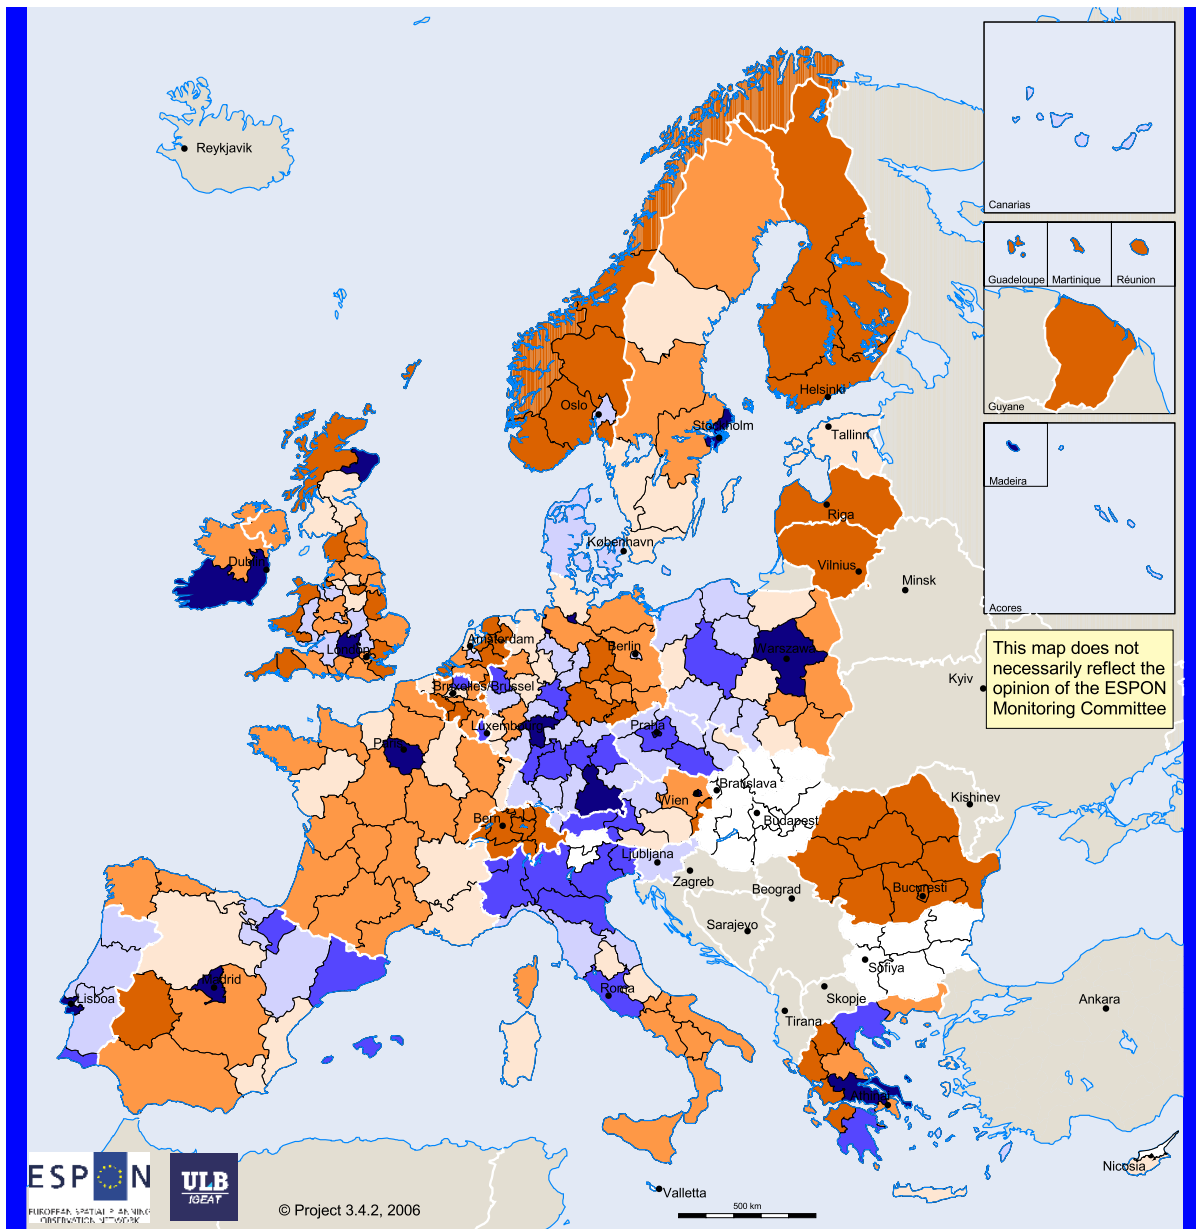 Reykjavik
Canarias
Guadeloupe
Martinique
Réunion
Guyane
Madeira
Acores
Oslo
Stockholm
Helsinki
Tallinn
Riga
Vilnius
Minsk
København
Dublin
London
Amsterdam
Berlin
Warszawa
Bruxelles/Brussel
Luxembourg
Praha
Kyiv
This map does not
necessarily reflect the
opinion of the ESPON
Monitoring Committee
Paris
Bratislava
Wien
Budapest
Kishinev
Bern
Ljubljana
Zagreb
Beograd
Bucuresti
Sarajevo
Sofiya
Skopje
Tirana
Ankara
Madrid
Lisboa
Roma
Athinai
Nicosia
Valletta
500 km
ESPON
EUROPEAN SPATIAL PLANNING
OBSERVATION NETWORK
ULB
IGEAT
© Project 3.4.2, 2006